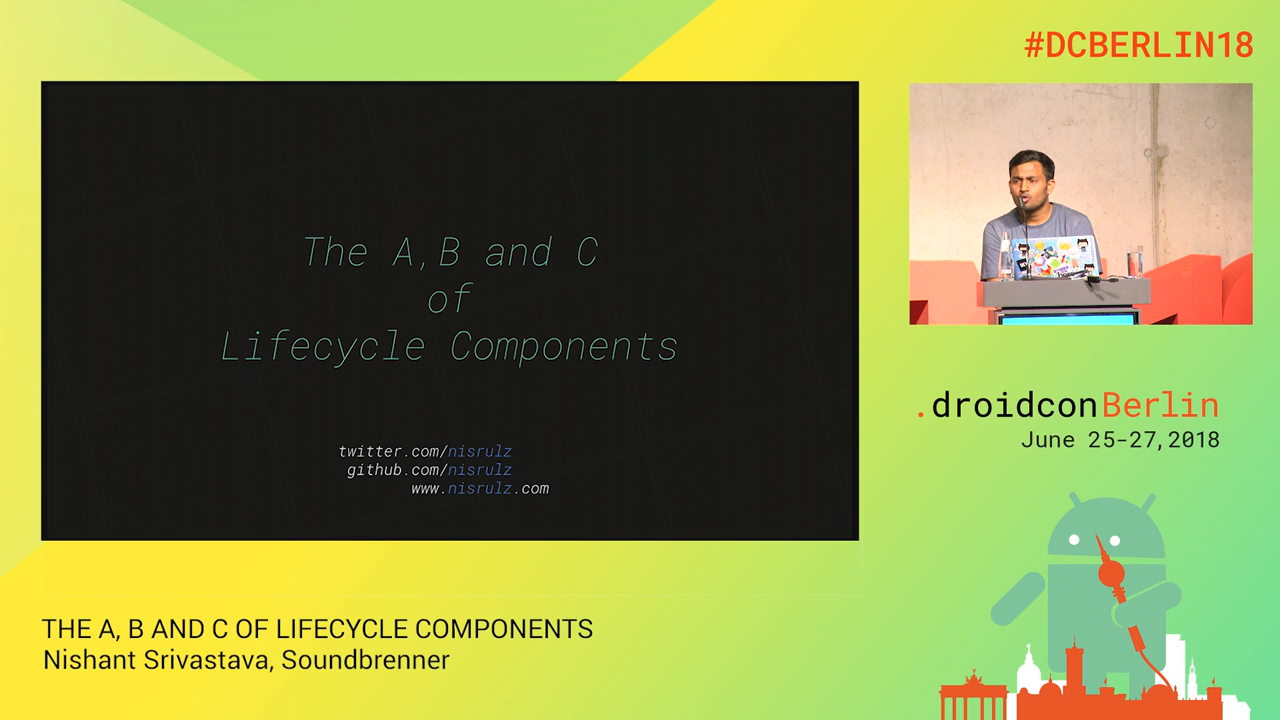 #DCBERLIN18
The A,B and C
of
Lifecycle Components
twitter.com/nisrulz
github.com/nisrulz
www.nisrulz.com
.droidconBerlin
June 25-27,2018
THE A, B AND C OF LIFECYCLE COMPONENTS
Nishant Srivastava, Soundbrenner